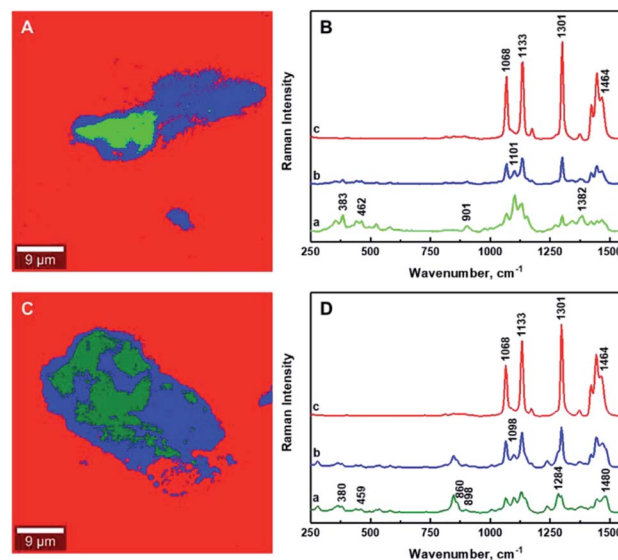 A
9 µm
B
Raman Intensity
1068
1133
1301
1464
c
b
1101
a
383
462
901
1382
250 500 750 1000 1250 1500
Wavenumber, cm-1
C
9 µm
D
Raman Intensity
1068
1133
1301
1464
c
b
1098
a
380
459
860
898
1284
1480
250 500 750 1000 1250 1500
Wavenumber, cm-1